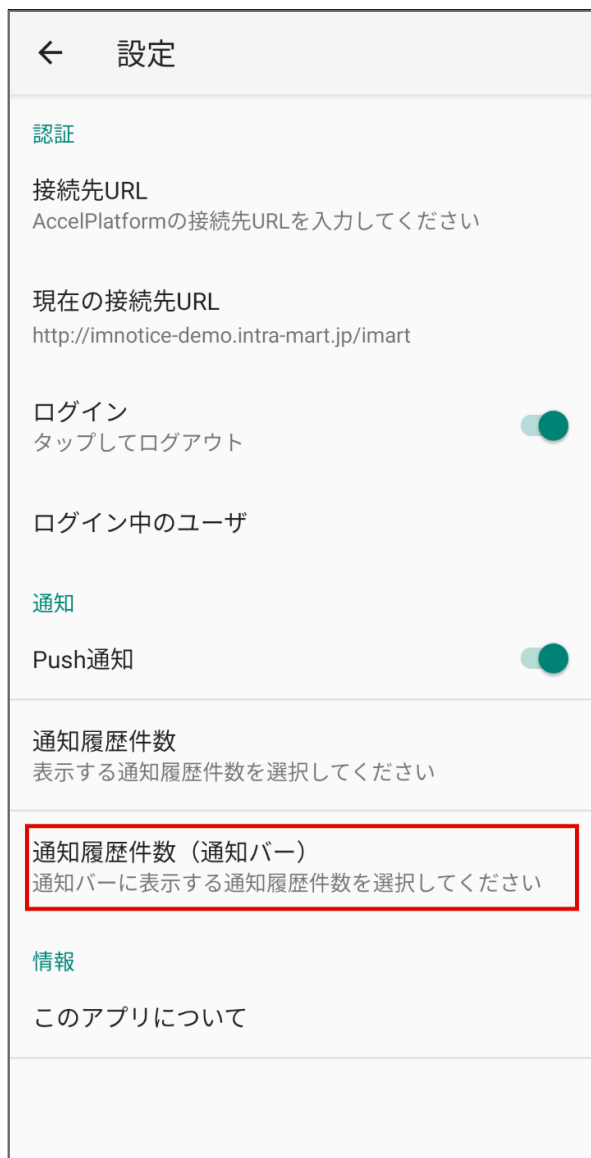 設定
認証
接続先URL
AccelPlatformの接続先URLを入力してください
現在の接続先URL
http://imnotice-demo.intra-mart.jp/imart
ログイン
タップしてログアウト
ログイン中のユーザ
通知
Push通知
通知履歴件数
表示する通知履歴件数を選択してください
通知履歴件数（通知バー）
通知バーに表示する通知履歴件数を選択してください
情報
このアプリについて